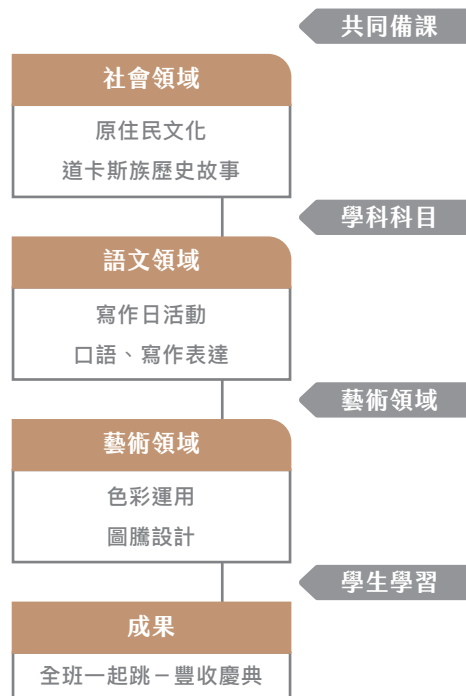 共同備課
社會領域
原住民文化
道卡斯族歷史故事
學科科目
語文領域
寫作日活動
口語、寫作表達
藝術領域
藝術領域
色彩運用
圖騰設計
學生學習
成果
全班一起跳－豐收慶典